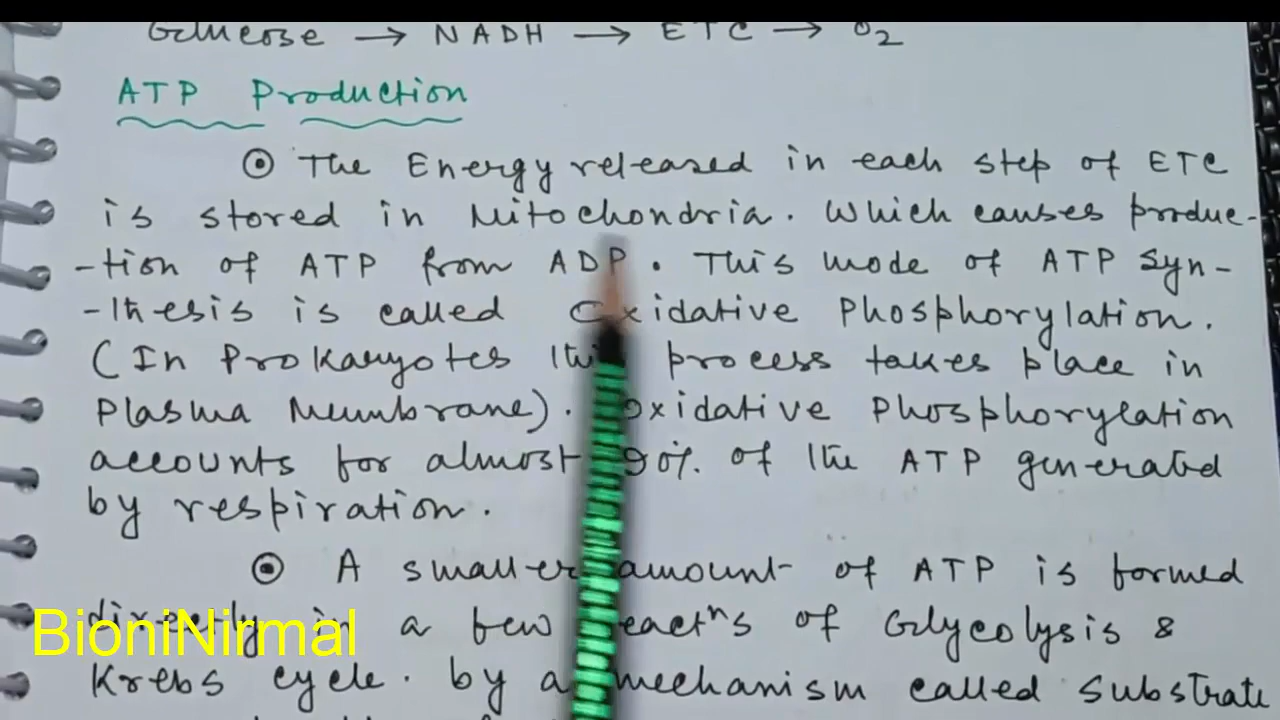 Glucose → NADH → ETC → O2
ATP Production
⊙ The Energy released in each step of ETC
is stored in Mitochondria. Which causes produc-
-tion of ATP from ADP. This mode of ATP Syn-
-thesis is called Oxidative Phosphorylation.
(In Prokaryotes this process takes place in
Plasma Membrane). Oxidative Phosphorylation
accounts for almost 90% of the ATP generated
by respiration.
⊙ A smaller amount of ATP is formed
directly in a few reactns of Glycolysis &
BioniNirmal
Krebs cycle. by a mechanism called Substrate